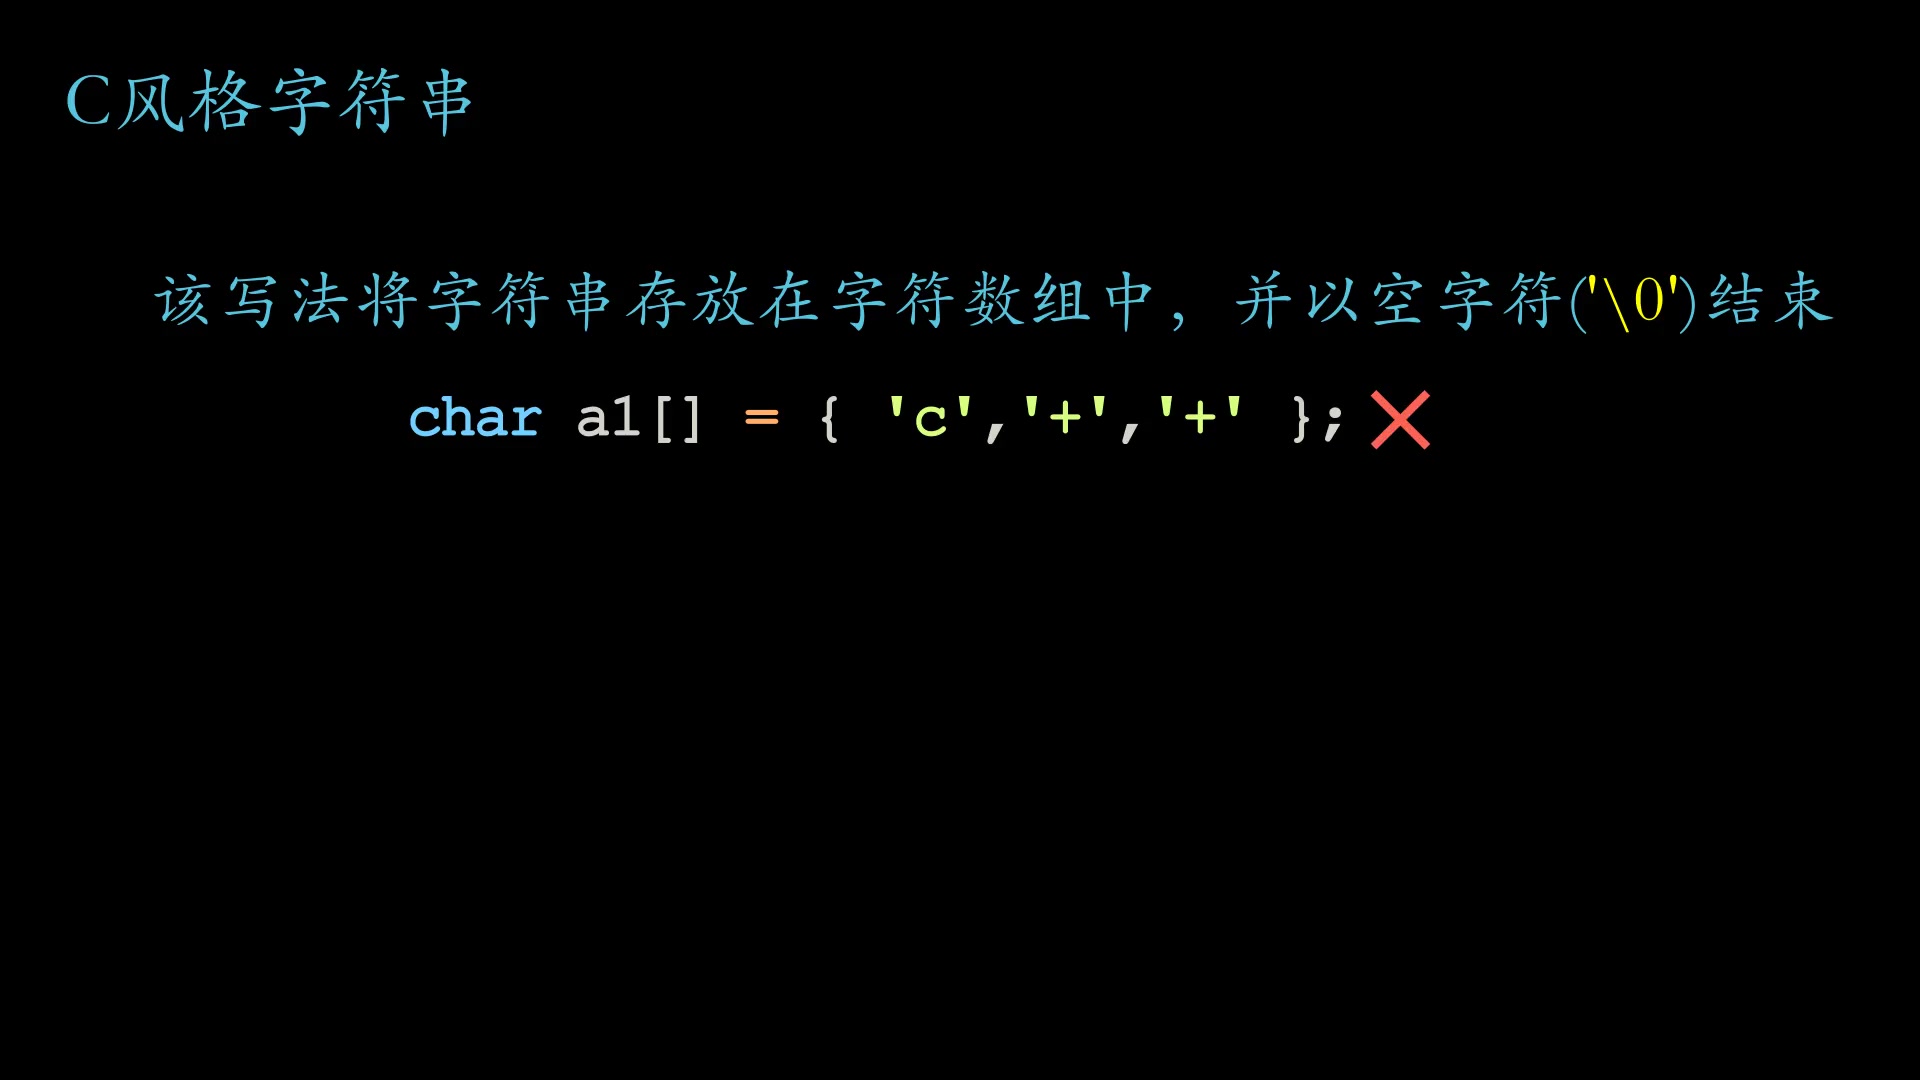 C风格字符串
该写法将字符串存放在字符数组中，并以空字符('\0')结束
char a1[] = { 'c','+','+' };